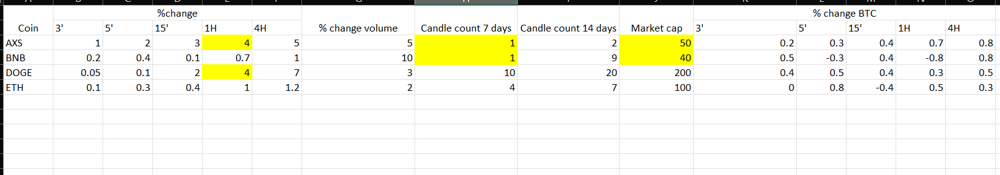 %change % change BTC
Coin 3' 5' 15' 1H 4H % change volume Candle count 7 days Candle count 14 days Market cap 3' 5' 15' 1H 4H
AXS 1 2 3 4 5 5 1 2 50 0.2 0.3 0.4 0.7 0.8
BNB 0.2 0.4 0.1 0.7 1 10 1 9 40 0.5 -0.3 0.4 -0.8 0.8
DOGE 0.05 0.1 2 4 7 3 10 20 200 0.4 0.5 0.4 0.3 0.5
ETH 0.1 0.3 0.4 1 1.2 2 4 7 100 0 0.8 -0.4 0.5 0.3